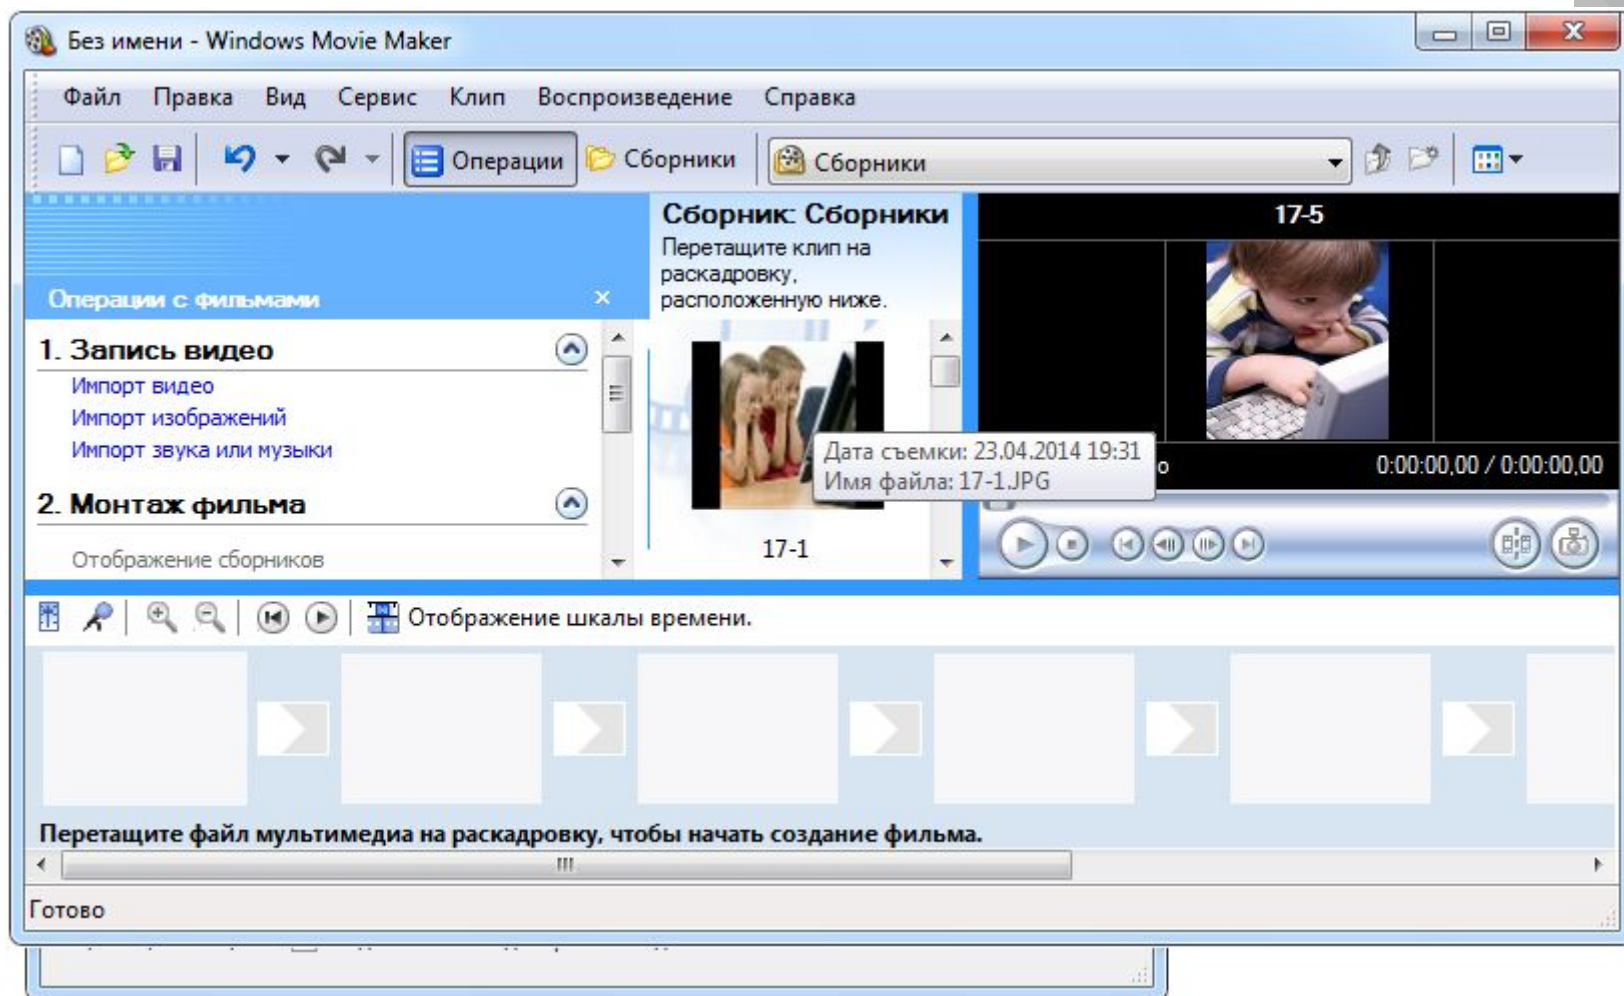 Без имени - Windows Movie Maker
Файл Правка Вид Сервис Клип Воспроизведение Справка
Операции Сборники Сборники
Операции с фильмами
1. Запись видео
Импорт видео
Импорт изображений
Импорт звука или музыки
2. Монтаж фильма
Отображение сборников
Сборник: Сборники
Перетащите клип на
раскадровку,
расположенную ниже.
Дата съемки: 23.04.2014 19:31
Имя файла: 17-1.JPG
17-1
17-5
0:00:00,00 / 0:00:00,00
Отображение шкалы времени.
Перетащите файл мультимедиа на раскадровку, чтобы начать создание фильма.
Готово